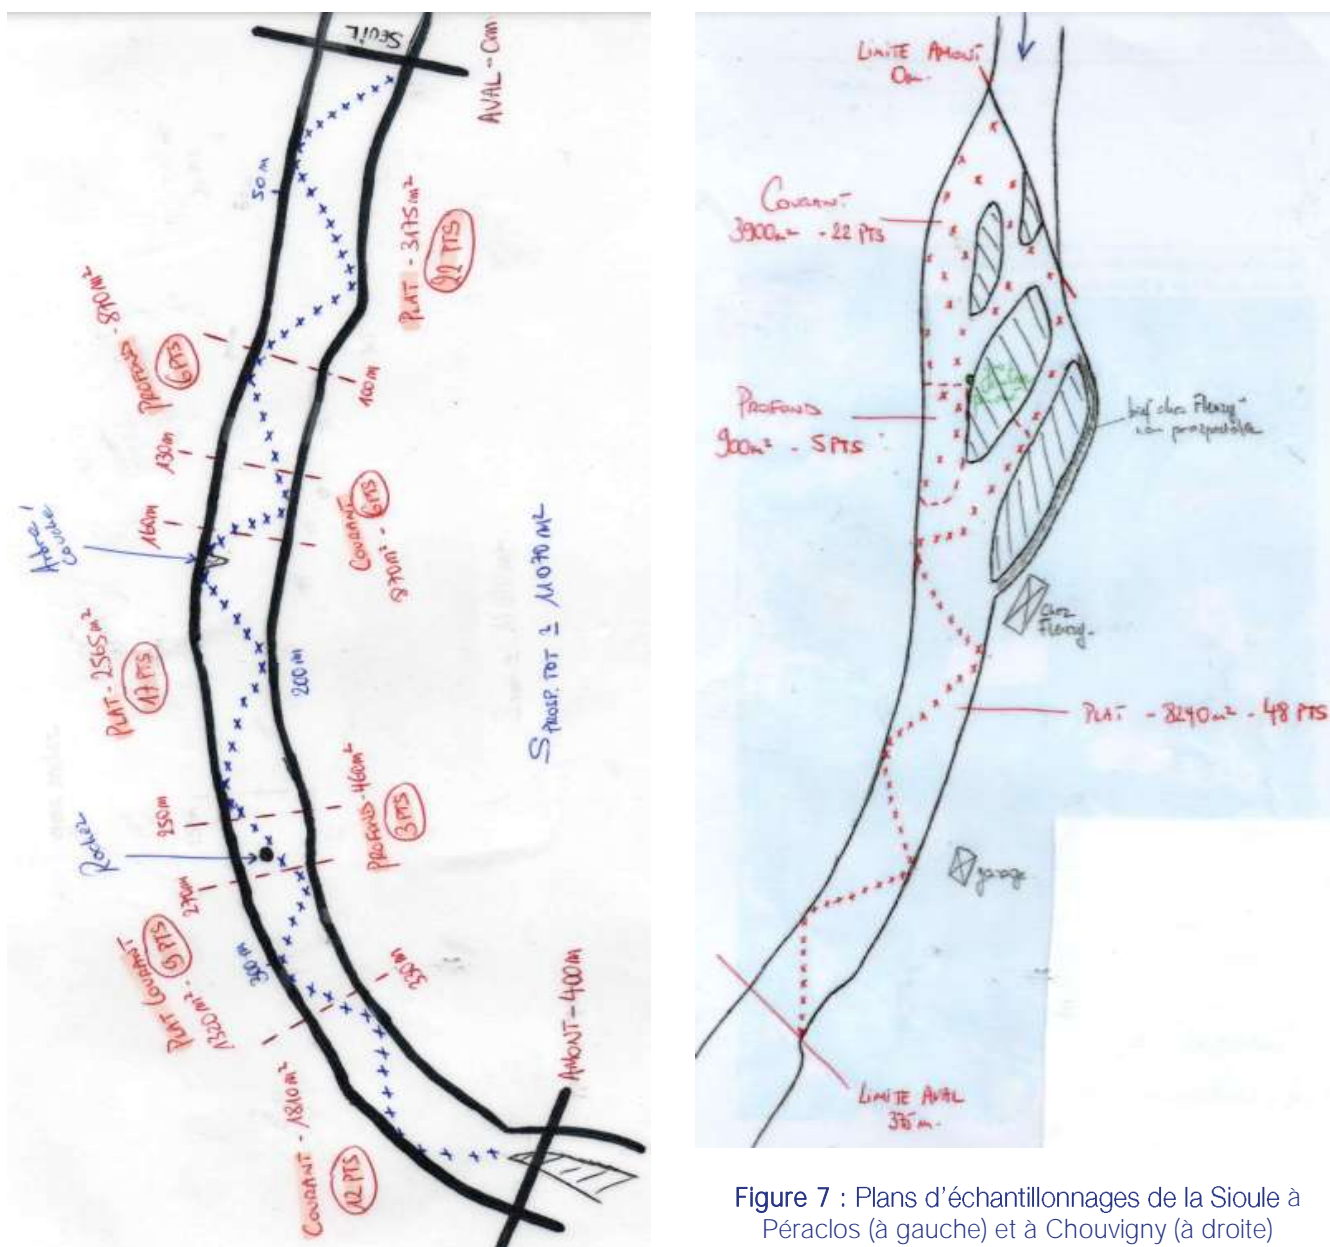 SEUIL
AVAL - 0m
50m
PLAT - 3175m²
22 PTS
PROFOND - 870m²
6 PTS
100m
130m
160m
COURANT
870m² - 6 PTS
Arbre
couché
PLAT - 2565m²
17 PTS
200m
S PROSP. TOT = 11070 m²
250m
PROFOND - 460m²
3 PTS
Rocher
270m
PLAT COURANT
1320m² - 9 PTS
300m
330m
AMONT - 400m
COURANT - 1810m²
12 PTS
LIMITE AMONT
0m.
COURANT
3900m² - 22 PTS
PROFOND
900m² - 5 PTS
bief chez Fleury
non prospectable
Chez
Fleury.
PLAT - 8240m² - 48 PTS
garage
LIMITE AVAL
375m.
Figure 7 : Plans d'échantillonnages de la Sioule à
Péraclos (à gauche) et à Chouvigny (à droite)